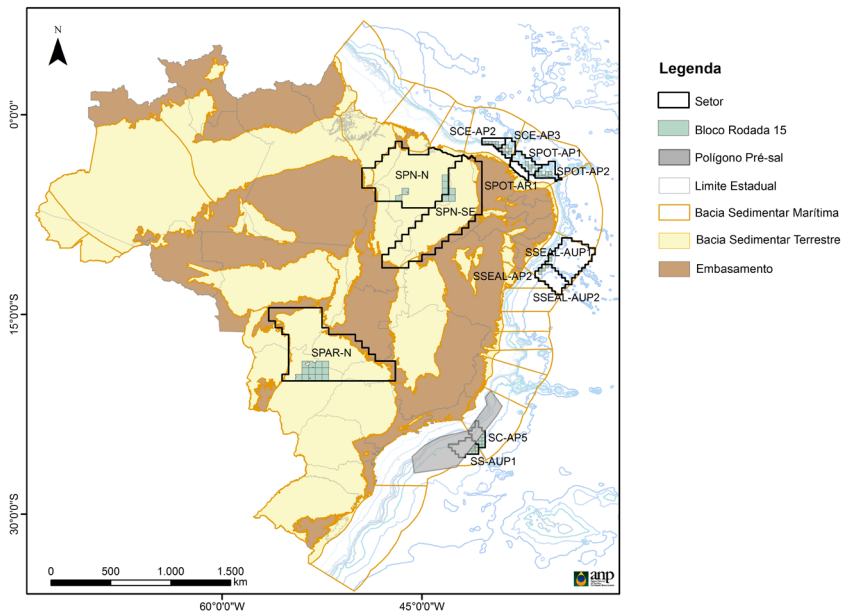 N
0°0'0"
15°0'0"S
30°0'0"S
SCE-AP2
SCE-AP3
SPOT-AP1
SPOT-AP2
SPN-N
SPOT-AR1
SPN-SE
SSEAL-AUP1
SSEAL-AP2
SSEAL-AUP2
SPAR-N
SC-AP5
SS-AUP1
0 500 1.000 1.500
km
anp
60°0'0"W
45°0'0"W
Legenda
Setor
Bloco Rodada 15
Polígono Pré-sal
Limite Estadual
Bacia Sedimentar Marítima
Bacia Sedimentar Terrestre
Embasamento